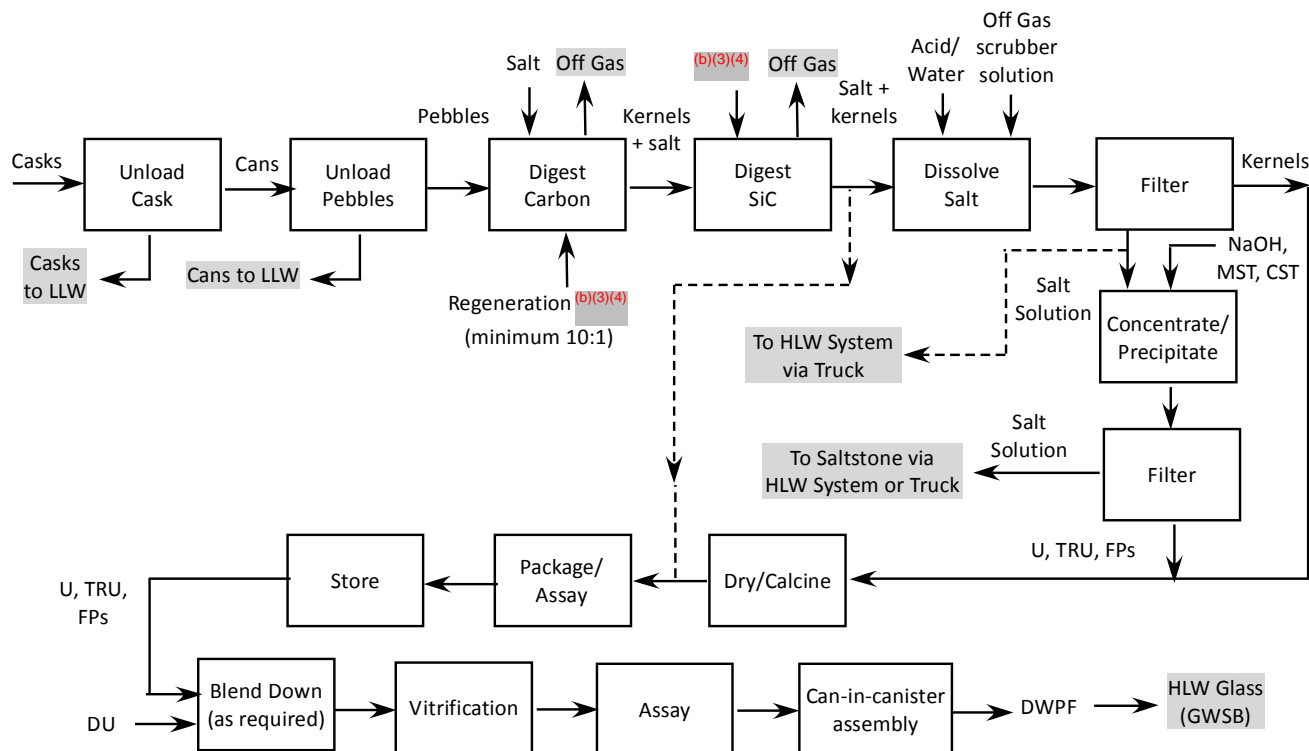 Salt
Off Gas
(b)(3)(4)
Off Gas
Acid/
Water
Off Gas
scrubber
solution
Casks
Unload
Cask
Cans
Unload
Pebbles
Pebbles
Digest
Carbon
Kernels
+ salt
Digest
SiC
Salt +
kernels
Dissolve
Salt
Filter
Kernels
Casks
to LLW
Cans to LLW
Regeneration (b)(3)(4)
(minimum 10:1)
NaOH,
MST, CST
Salt
Solution
Concentrate/
Precipitate
To HLW System
via Truck
Salt
Solution
To Saltstone via
HLW System or Truck
Filter
U, TRU, FPs
Dry/Calcine
Package/
Assay
Store
U, TRU,
FPs
DU
Blend Down
(as required)
Vitrification
Assay
Can-in-canister
assembly
DWPF
HLW Glass
(GWSB)